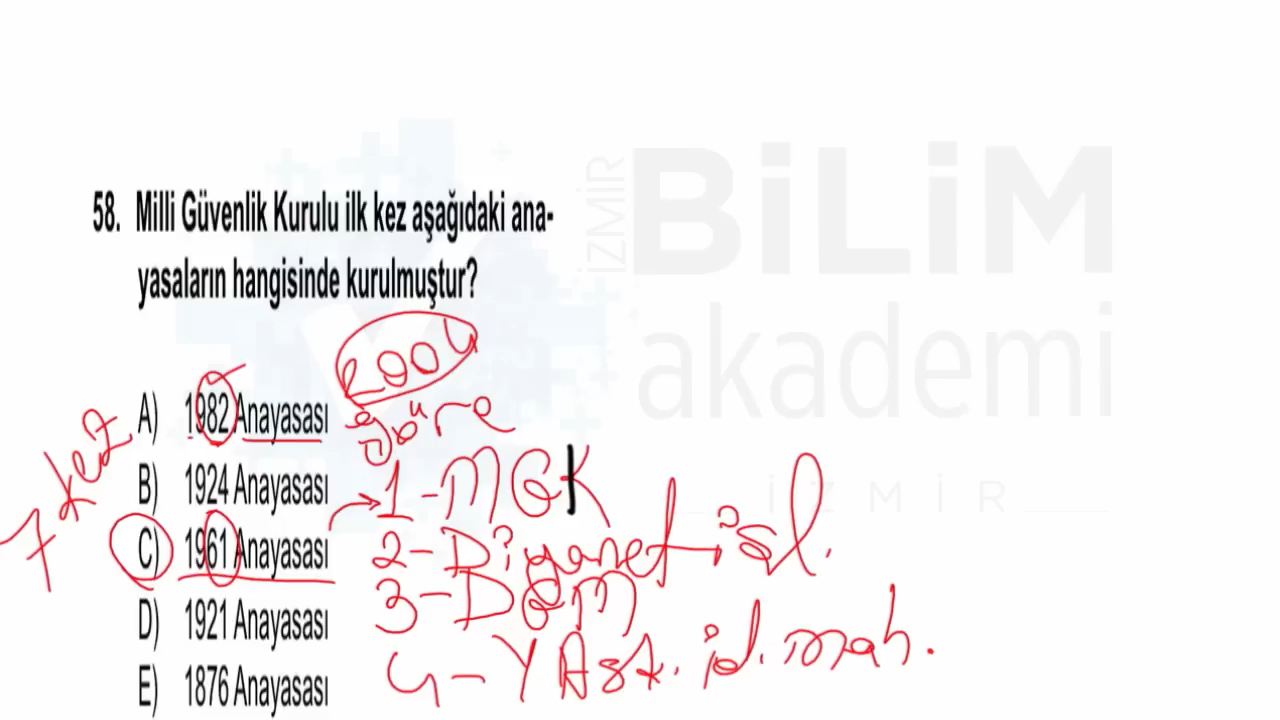 İZMİR BİLİM
akademi
İZMİR
58. Milli Güvenlik Kurulu ilk kez aşağıdaki ana-
yasaların hangisinde kurulmuştur?
2004
göre
7 kez
A) 1982 Anayasası
B) 1924 Anayasası
C) 1961 Anayasası
D) 1921 Anayasası
E) 1876 Anayasası
1-MGK
2-Diyanet işl.
3-DGM
4-Y Ask. id. mah.